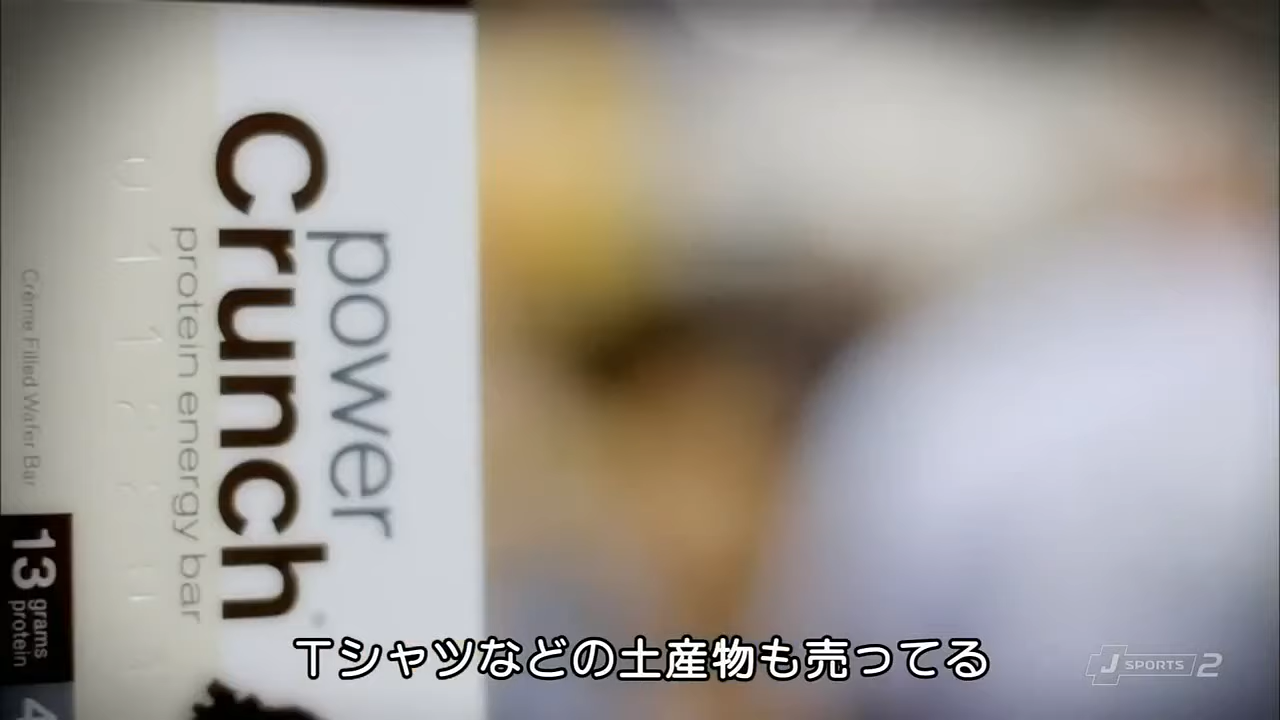 power
crunch
protein energy bar
Crème Filled Wafer Bar
13 grams
protein
4
Tシャツなどの土産物も売ってる
J SPORTS 2